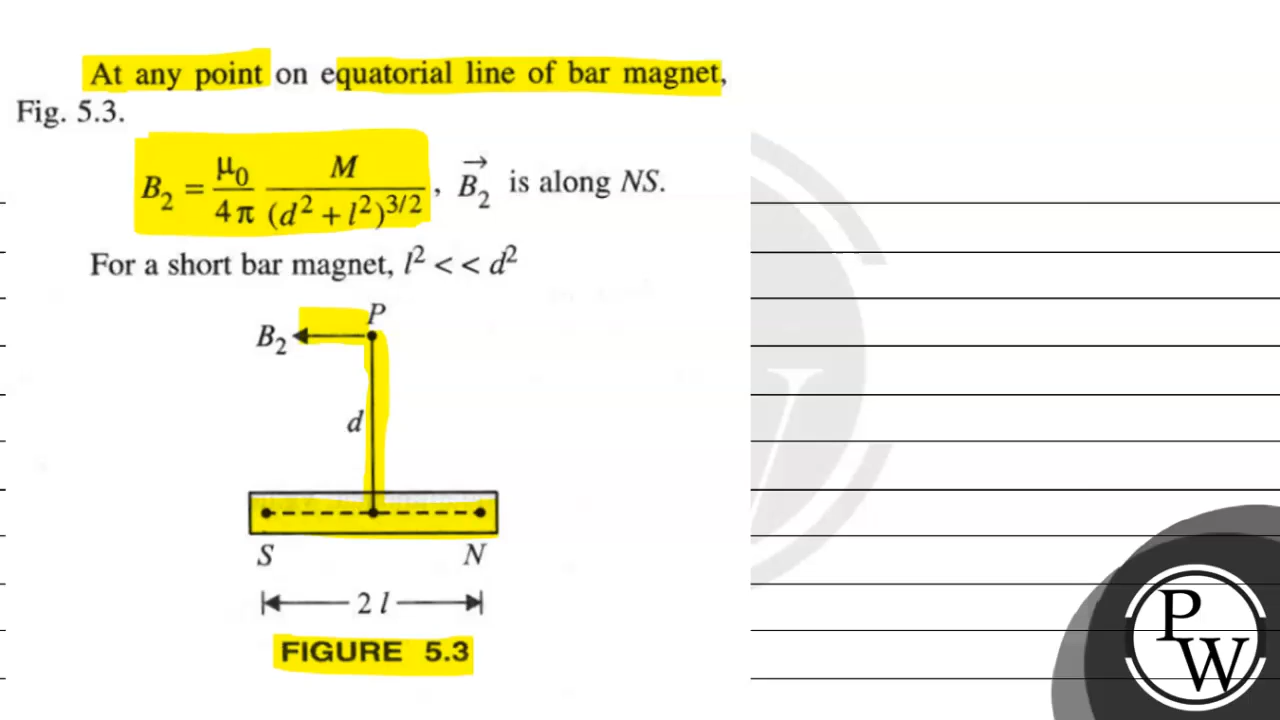 At any point on equatorial line of bar magnet,
Fig. 5.3.
B₂ = μ₀/4π M/(d² + l²)^3/2, B₂⃗ is along NS.
For a short bar magnet, l² < < d²
P
B₂
d
S N
2 l
FIGURE 5.3
P
W